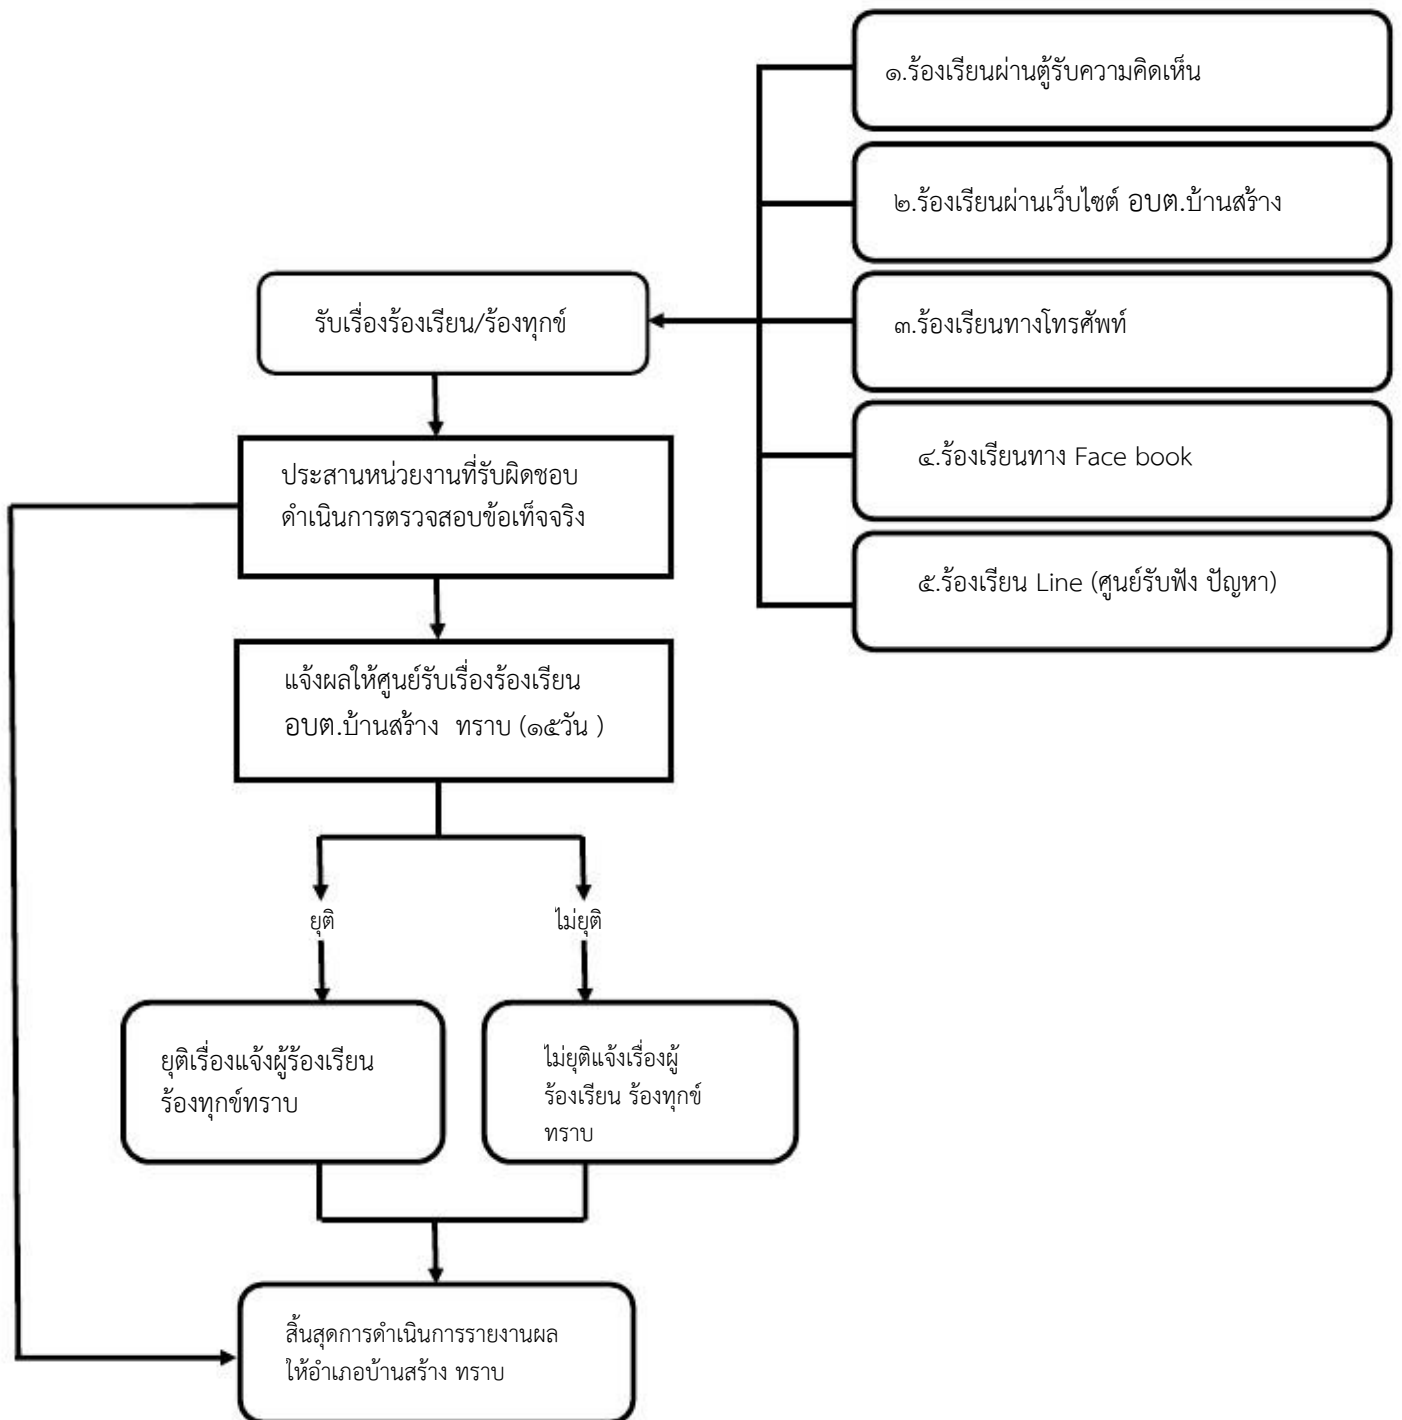 ๑.ร้องเรียนผ่านตู้รับความคิดเห็น
๒.ร้องเรียนผ่านเว็บไซต์ อบต.บ้านสร้าง
รับเรื่องร้องเรียน/ร้องทุกข์
๓.ร้องเรียนทางโทรศัพท์
๔.ร้องเรียนทาง Face book
ประสานหน่วยงานที่รับผิดชอบ
ดำเนินการตรวจสอบข้อเท็จจริง
๕.ร้องเรียน Line (ศูนย์รับฟัง ปัญหา)
แจ้งผลให้ศูนย์รับเรื่องร้องเรียน
อบต.บ้านสร้าง ทราบ (๑๕วัน )
ยุติ
ไม่ยุติ
ยุติเรื่องแจ้งผู้ร้องเรียน
ร้องทุกข์ทราบ
ไม่ยุติแจ้งเรื่องผู้
ร้องเรียน ร้องทุกข์
ทราบ
สิ้นสุดการดำเนินการรายงานผล
ให้อำเภอบ้านสร้าง ทราบ